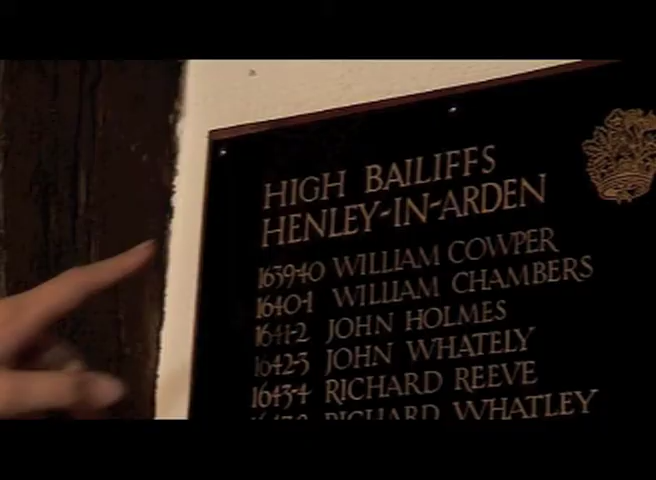 HIGH BAILIFFS
HENLEY-IN-ARDEN
1639-40 WILLIAM COWPER
1640-1 WILLIAM CHAMBERS
1641-2 JOHN HOLMES
1642-3 JOHN WHATELY
1643-4 RICHARD REEVE
RICHARD WHATLEY